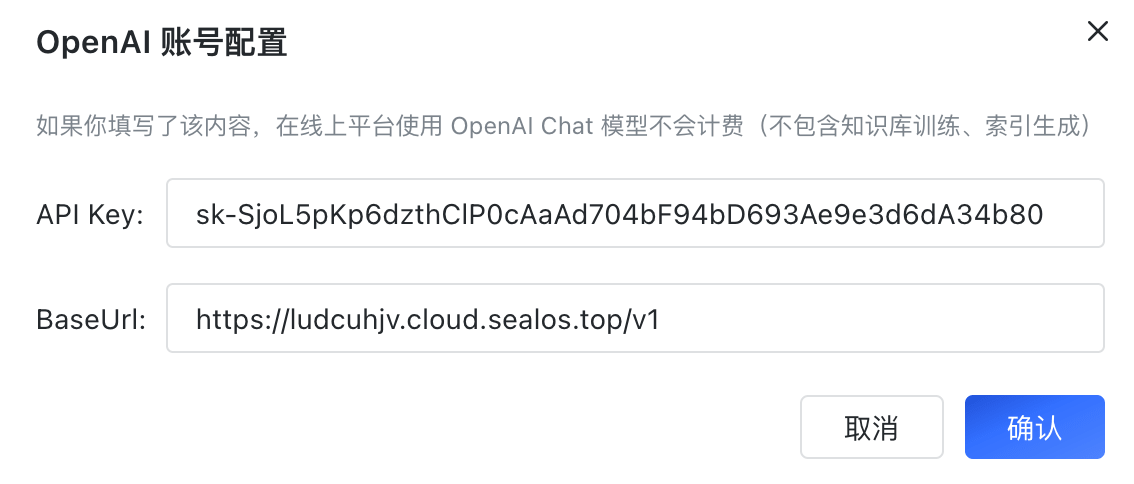 OpenAI 账号配置
如果你填写了该内容，在线上平台使用 OpenAI Chat 模型不会计费（不包含知识库训练、索引生成）
API Key: sk-SjoL5pKp6dzthClP0cAaAd704bF94bD693Ae9e3d6dA34b80
BaseUrl: https://ludcuhjv.cloud.sealos.top/v1
取消 确认